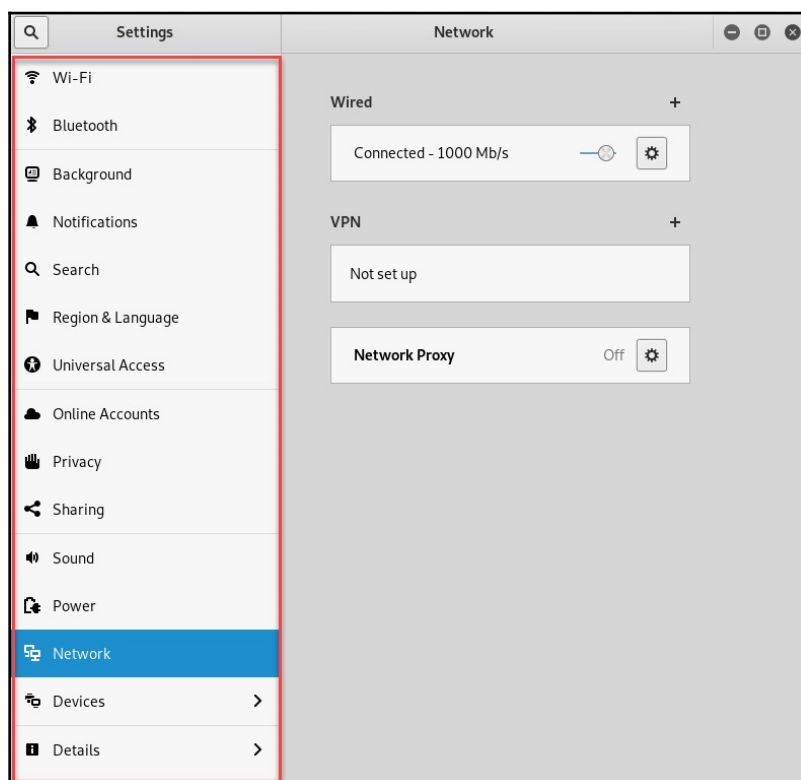 Settings
Network
Wi-Fi
Bluetooth
Background
Notifications
Search
Region & Language
Universal Access
Online Accounts
Privacy
Sharing
Sound
Power
Network
Devices
Details
Wired
Connected - 1000 Mb/s
VPN
Not set up
Network Proxy Off